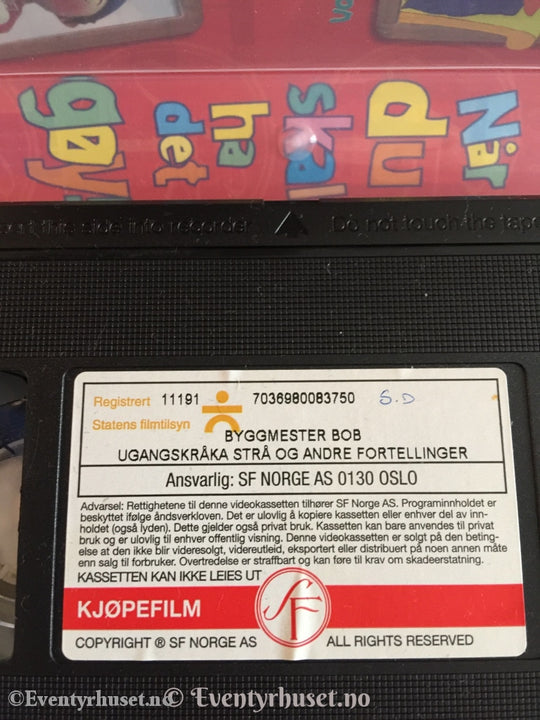 vo
Når
du
skal
ha
det
gøy
Insert this side into recorder
Do not touch the tape
Registrert 11191
7036980083750
S.D
Statens filmtilsyn
BYGGMESTER BOB
UGANGSKRÅKA STRÅ OG ANDRE FORTELLINGER
Ansvarlig: SF NORGE AS 0130 OSLO
Advarsel: Rettighetene til denne videokassetten tilhører SF Norge AS. Programinnholdet er
beskyttet ifølge åndsverkloven. Det er ulovlig å kopiere kassetten eller enhver del av inn-
holdet (også lyden). Dette gjelder også privat bruk. Kassetten kan bare anvendes til privat
bruk og er ulovlig til enhver offentlig visning. Denne videokassetten er solgt på den beting-
else at den ikke blir videresolgt, videreutleid, eksportert eller distribuert på noen annen måte
enn salg til forbruker. Overtredelse er straffbart og kan føre til krav om skadeerstatning.
KASSETTEN KAN IKKE LEIES UT
KJØPEFILM
SF
COPYRIGHT ® SF NORGE AS
ALL RIGHTS RESERVED
©Eventyrhuset.no
© Eventyrhuset.no